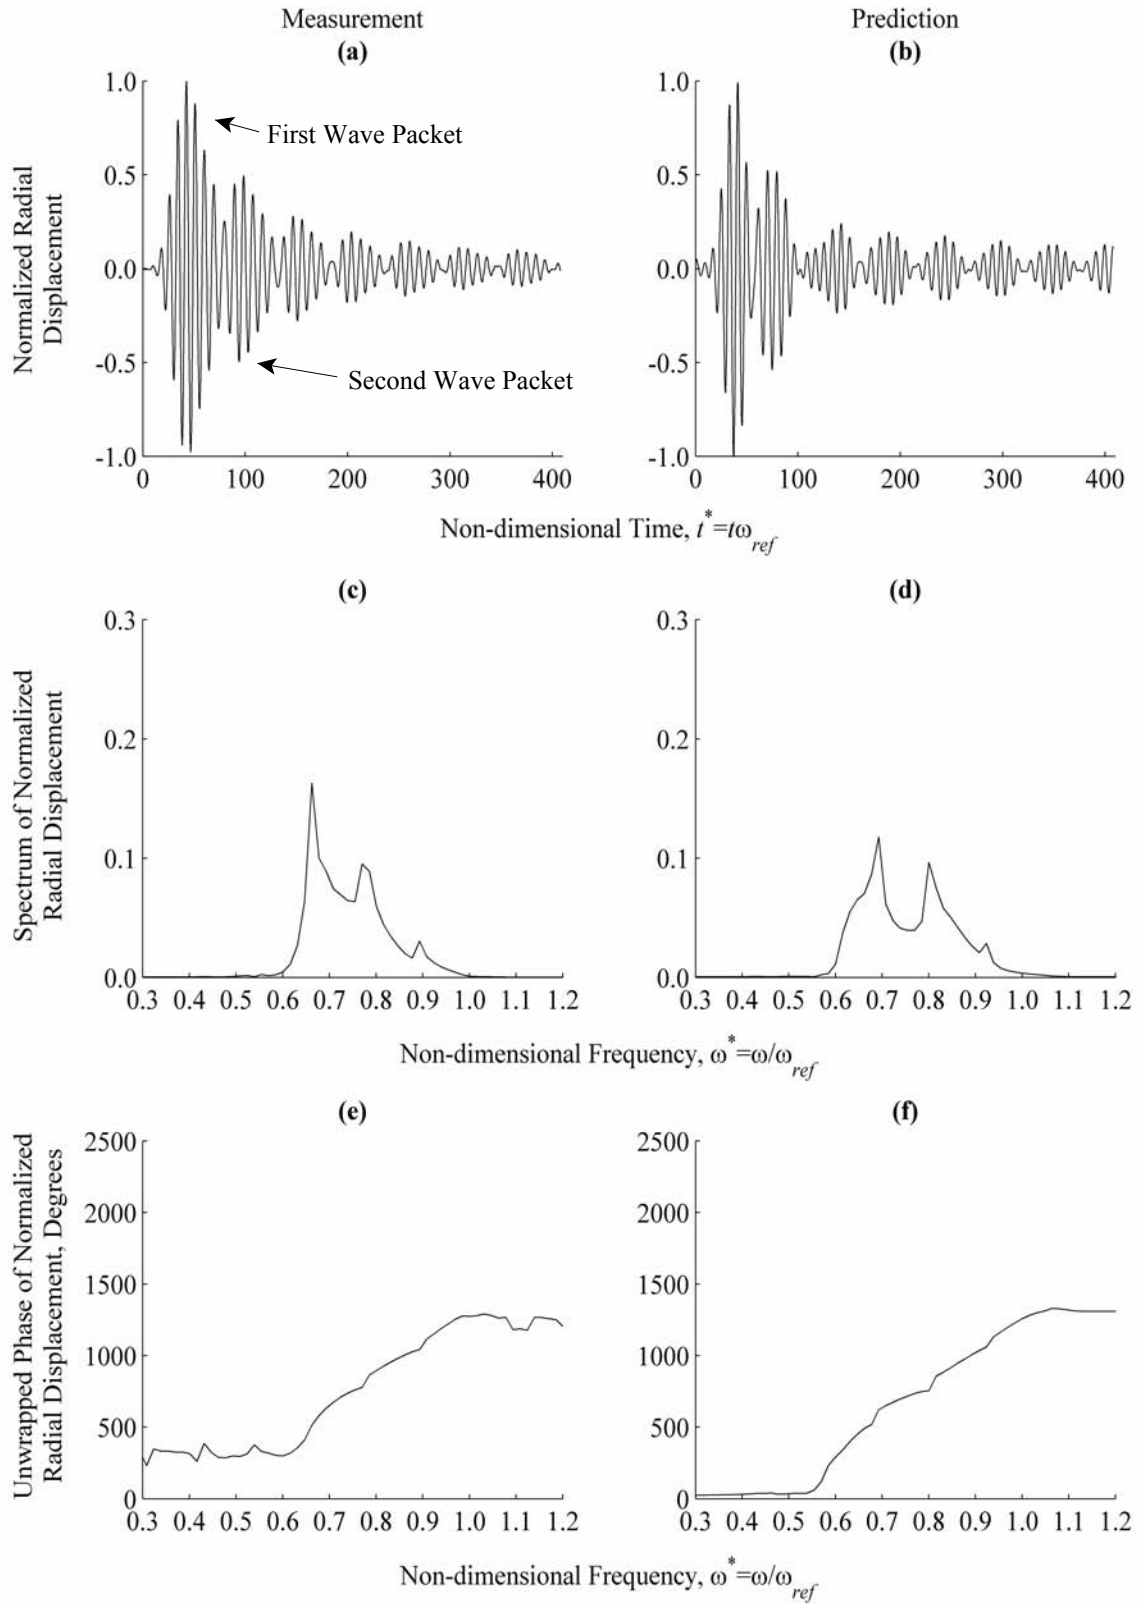 Measurement
Prediction
(a)
(b)
Normalized Radial
Displacement
1.0
0.5
0.0
-0.5
-1.0
First Wave Packet
Second Wave Packet
0 100 200 300 400
1.0
0.5
0.0
-0.5
-1.0
0 100 200 300 400
Non-dimensional Time, t*=tω_ref
(c)
(d)
Spectrum of Normalized
Radial Displacement
0.3
0.2
0.1
0.0
0.3 0.4 0.5 0.6 0.7 0.8 0.9 1.0 1.1 1.2
0.3
0.2
0.1
0.0
0.3 0.4 0.5 0.6 0.7 0.8 0.9 1.0 1.1 1.2
Non-dimensional Frequency, ω*=ω/ω_ref
(e)
(f)
Unwrapped Phase of Normalized
Radial Displacement, Degrees
2500
2000
1500
1000
500
0
0.3 0.4 0.5 0.6 0.7 0.8 0.9 1.0 1.1 1.2
2500
2000
1500
1000
500
0
0.3 0.4 0.5 0.6 0.7 0.8 0.9 1.0 1.1 1.2
Non-dimensional Frequency, ω*=ω/ω_ref